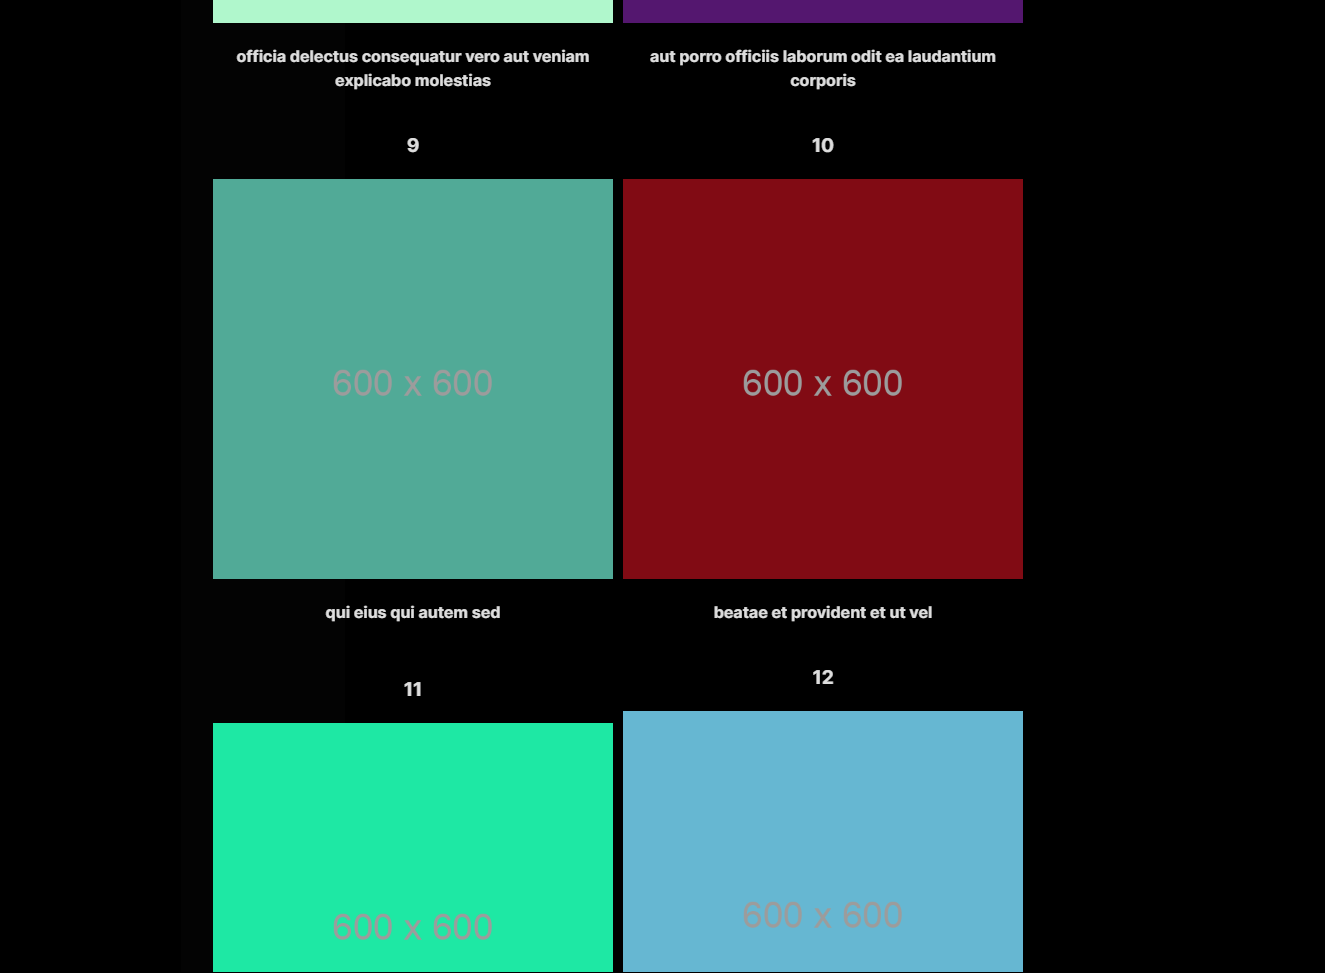 officia delectus consequatur vero aut veniam
explicabo molestias
aut porro officiis laborum odit ea laudantium
corporis
9
10
600 x 600
600 x 600
qui eius qui autem sed
beatae et provident et ut vel
11
12
600 x 600
600 x 600